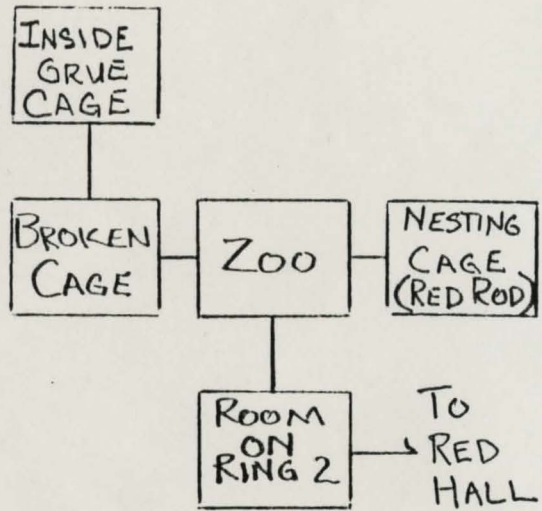 INSIDE
GRUE
CAGE
BROKEN
CAGE
ZOO
NESTING
CAGE
(RED ROD)
ROOM
ON
RING 2
TO
RED
HALL